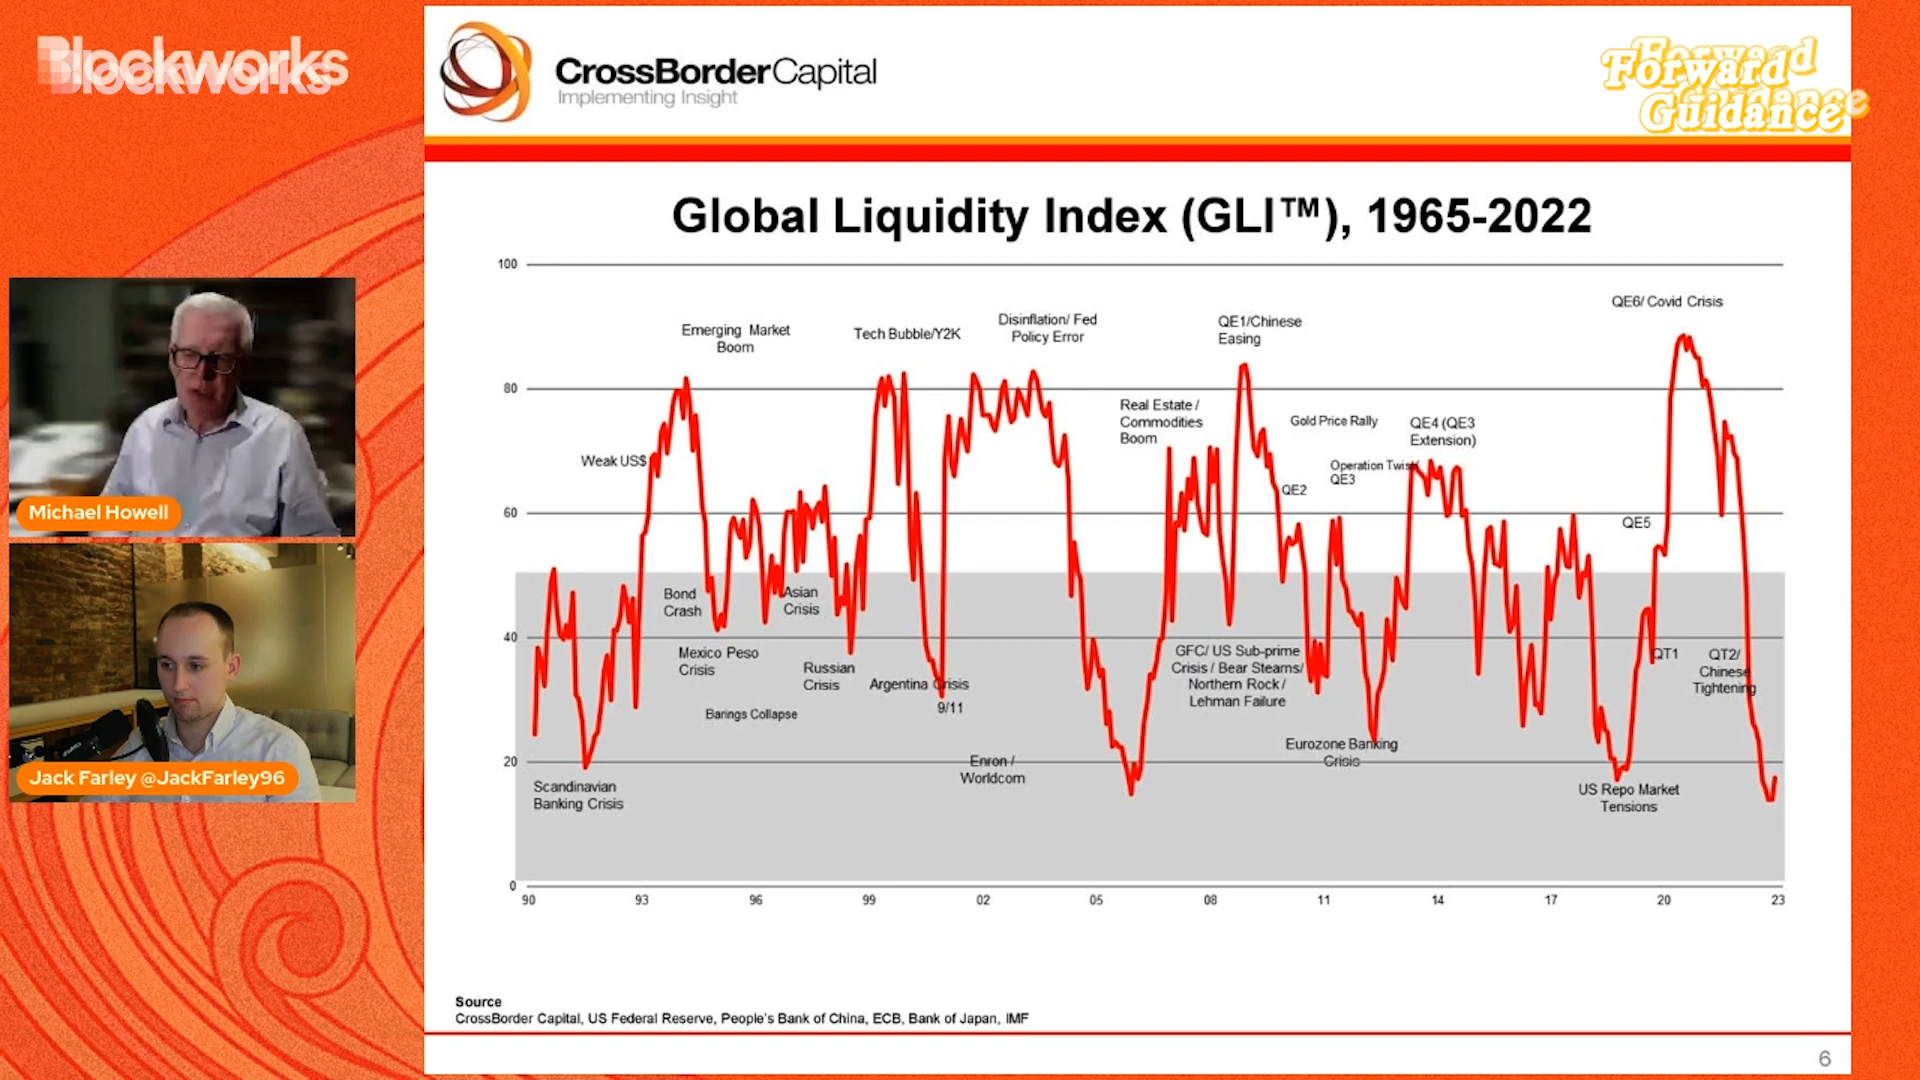 Blockworks
CrossBorderCapital
Implementing Insight
Forward
Guidance
Global Liquidity Index (GLI™), 1965-2022
100
80
60
40
20
0
QE6/ Covid Crisis
Disinflation/ Fed
Policy Error
QE1/Chinese
Easing
Emerging Market
Boom
Tech Bubble/Y2K
Real Estate /
Commodities
Boom
Gold Price Rally
QE4 (QE3
Extension)
Weak US$
Operation Twist/
QE3
QE2
QE5
Bond
Crash
Asian
Crisis
Mexico Peso
Crisis
Russian
Crisis
Argentina Crisis
9/11
Barings Collapse
GFC/ US Sub-prime
Crisis / Bear Stearns/
Northern Rock /
Lehman Failure
QT1
QT2/
Chinese
Tightening
Eurozone Banking
Crisis
Enron /
Worldcom
Scandinavian
Banking Crisis
US Repo Market
Tensions
90 93 96 99 02 05 08 11 14 17 20 23
Michael Howell
Jack Farley @JackFarley96
Source
CrossBorder Capital, US Federal Reserve, People's Bank of China, ECB, Bank of Japan, IMF
6